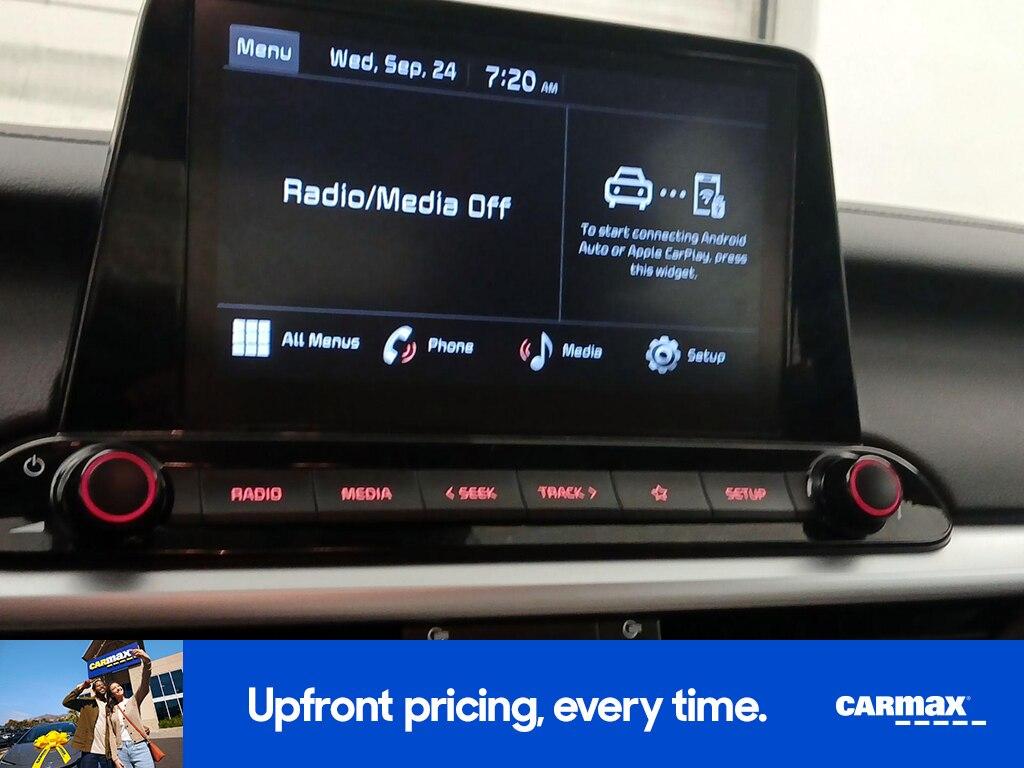 Menu
Wed, Sep, 24
7:20 AM
Radio/Media Off
To start connecting Android
Auto or Apple CarPlay, press
this widget.
All Menus
Phone
Media
Setup
RADIO
MEDIA
< SEEK
TRACK >
SETUP
CARMAX
Upfront pricing, every time.
CARMAX